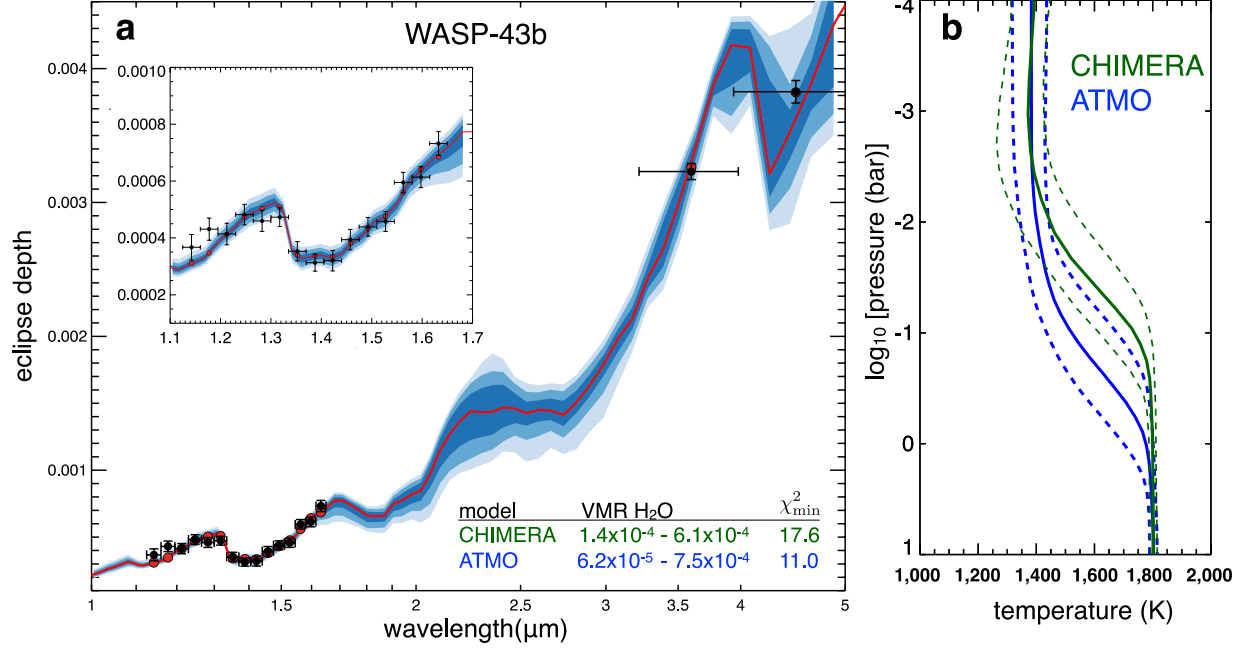 a
WASP-43b
0.004
0.003
0.002
0.001
eclipse depth
0.0010
0.0008
0.0006
0.0004
0.0002
1.1 1.2 1.3 1.4 1.5 1.6 1.7
model VMR H₂O χ²min
CHIMERA 1.4x10⁻⁴ - 6.1x10⁻⁴ 17.6
ATMO 6.2x10⁻⁵ - 7.5x10⁻⁴ 11.0
1 1.5 2 2.5 3 3.5 4 5
wavelength(μm)
b
CHIMERA
ATMO
-4
-3
-2
-1
0
1
log₁₀ [pressure (bar)]
1,000 1,200 1,400 1,600 1,800 2,000
temperature (K)